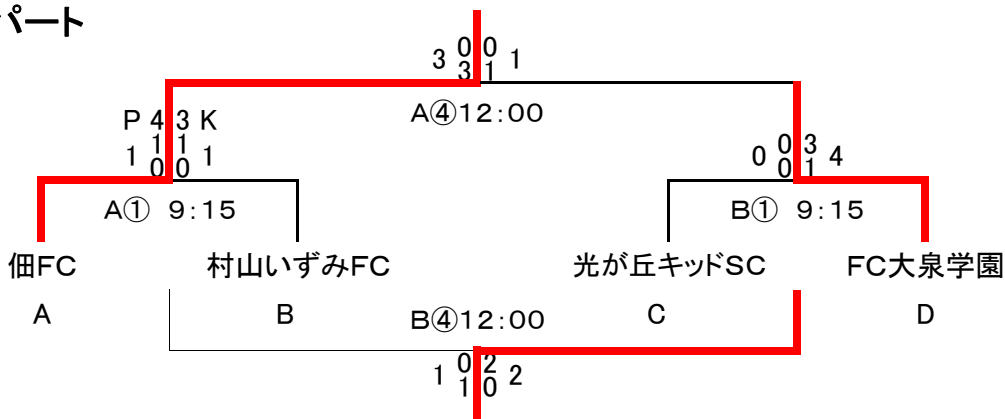 パート
3 0 0 1
3 1
A④12:00
P 4 3 K
1 1 1 1
0 0
A① 9:15
0 0 3 4
0 1
B① 9:15
佃FC 村山いずみFC 光が丘キッドSC FC大泉学園
A B C D
B④12:00
1 0 2 2
1 0